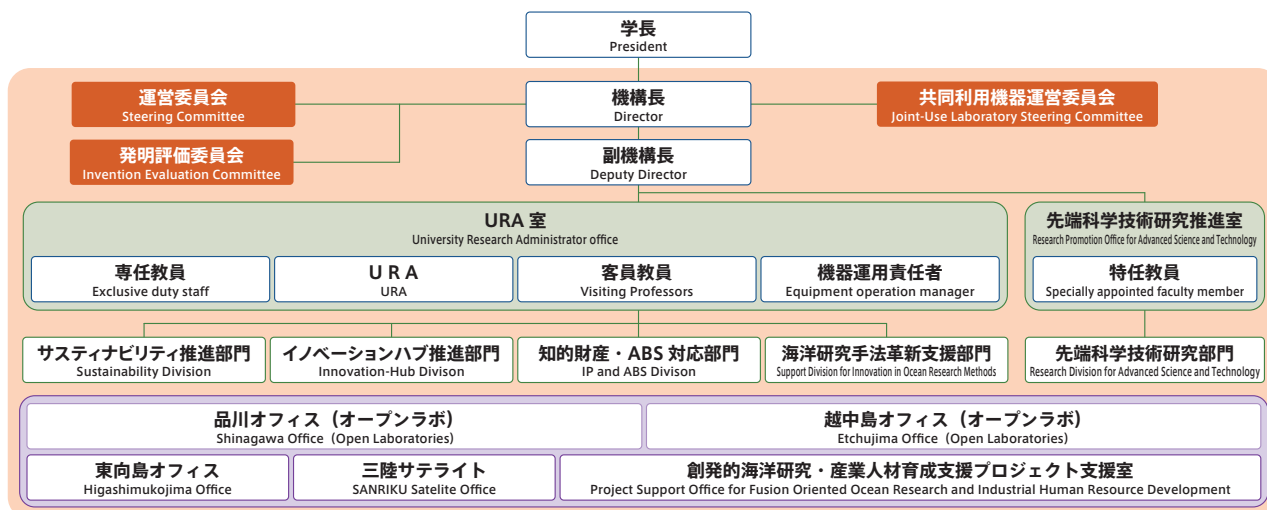 学長
President
運営委員会
Steering Committee
機構長
Director
共同利用機器運営委員会
Joint-Use Laboratory Steering Committee
発明評価委員会
Invention Evaluation Committee
副機構長
Deputy Director
URA 室
University Research Administrator office
先端科学技術研究推進室
Research Promotion Office for Advanced Science and Technology
専任教員
Exclusive duty staff
U R A
URA
客員教員
Visiting Professors
機器運用責任者
Equipment operation manager
特任教員
Specially appointed faculty member
サスティナビリティ推進部門
Sustainability Division
イノベーションハブ推進部門
Innovation-Hub Divison
知的財産・ABS 対応部門
IP and ABS Divison
海洋研究手法革新支援部門
Support Division for Innovation in Ocean Research Methods
先端科学技術研究部門
Research Division for Advanced Science and Technology
品川オフィス（オープンラボ）
Shinagawa Office (Open Laboratories)
越中島オフィス（オープンラボ）
Etchujima Office (Open Laboratories)
東向島オフィス
Higashimukojima Office
三陸サテライト
SANRIKU Satelite Office
創発的海洋研究・産業人材育成支援プロジェクト支援室
Project Support Office for Fusion Oriented Ocean Research and Industrial Human Resource Development